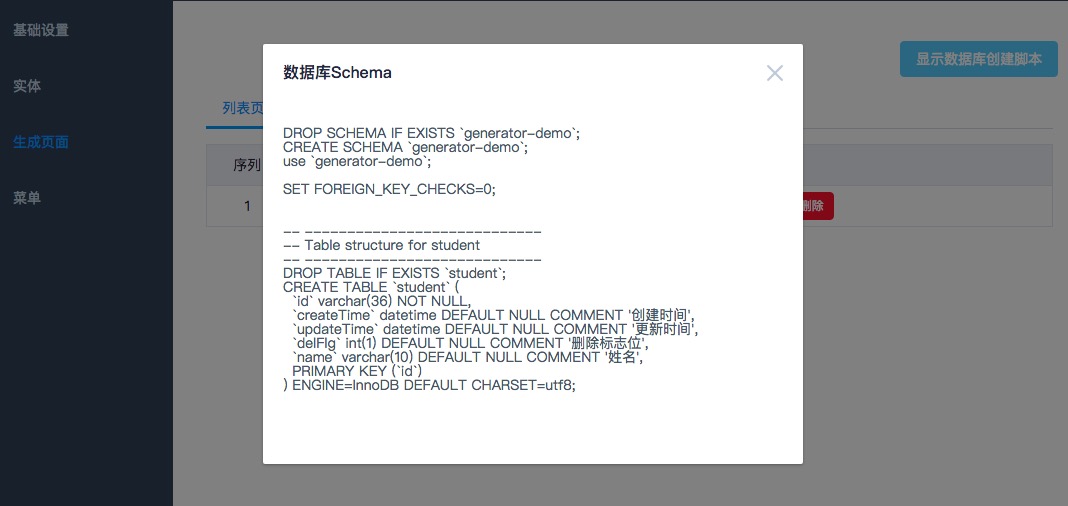 基础设置
实体
生成页面
菜单
显示数据库创建脚本
列表页
序列
1
删除
数据库Schema
DROP SCHEMA IF EXISTS `generator-demo`;
CREATE SCHEMA `generator-demo`;
use `generator-demo`;
SET FOREIGN_KEY_CHECKS=0;
-- ----------------------------
-- Table structure for student
-- ----------------------------
DROP TABLE IF EXISTS `student`;
CREATE TABLE `student` (
`id` varchar(36) NOT NULL,
`createTime` datetime DEFAULT NULL COMMENT '创建时间',
`updateTime` datetime DEFAULT NULL COMMENT '更新时间',
`delFlg` int(1) DEFAULT NULL COMMENT '删除标志位',
`name` varchar(10) DEFAULT NULL COMMENT '姓名',
PRIMARY KEY (`id`)
) ENGINE=InnoDB DEFAULT CHARSET=utf8;